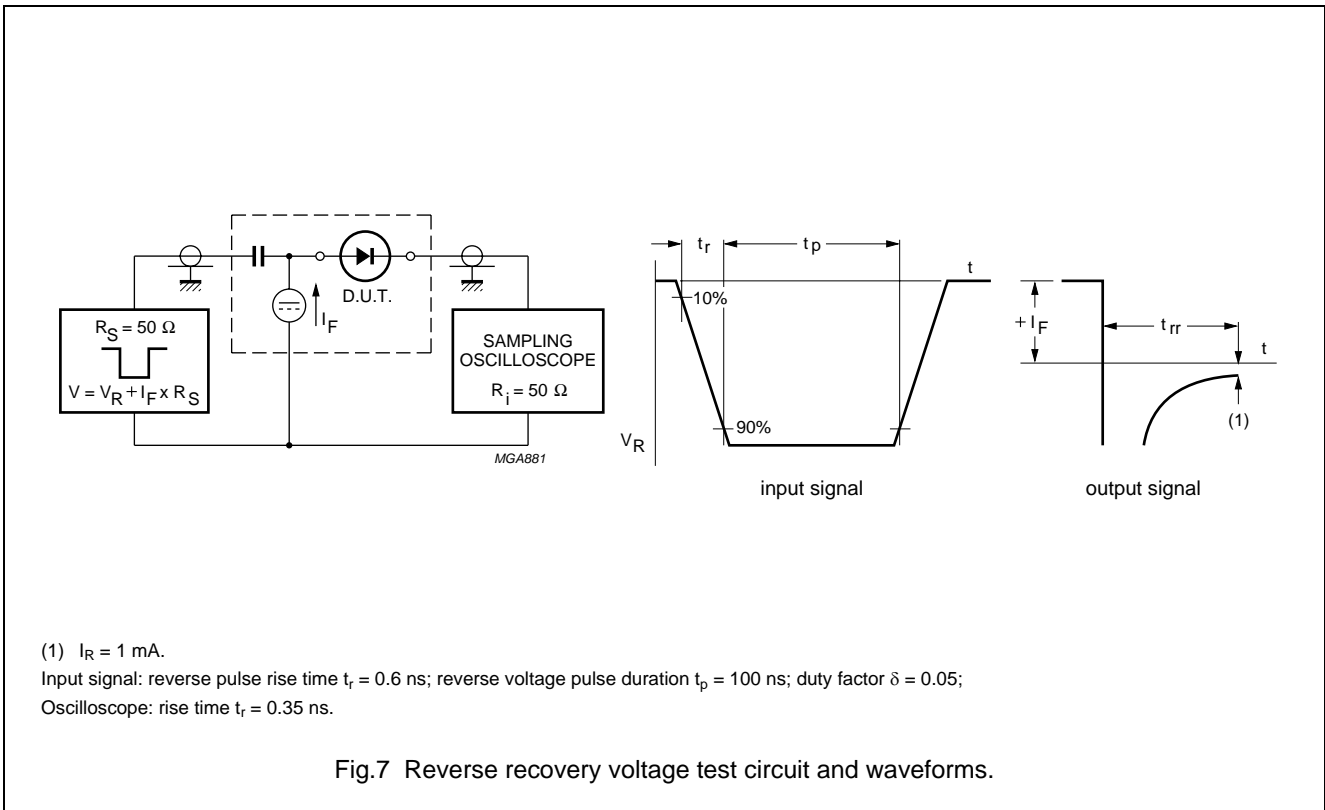 D.U.T.
I_F
R_S = 50 Ω
V = V_R + I_F x R_S
SAMPLING
OSCILLOSCOPE
R_i = 50 Ω
MGA881
t_r
t_p
t
10%
90%
V_R
input signal
+ I_F
t_rr
t
(1)
output signal
(1) I_R = 1 mA.
Input signal: reverse pulse rise time t_r = 0.6 ns; reverse voltage pulse duration t_p = 100 ns; duty factor δ = 0.05;
Oscilloscope: rise time t_r = 0.35 ns.
Fig.7 Reverse recovery voltage test circuit and waveforms.